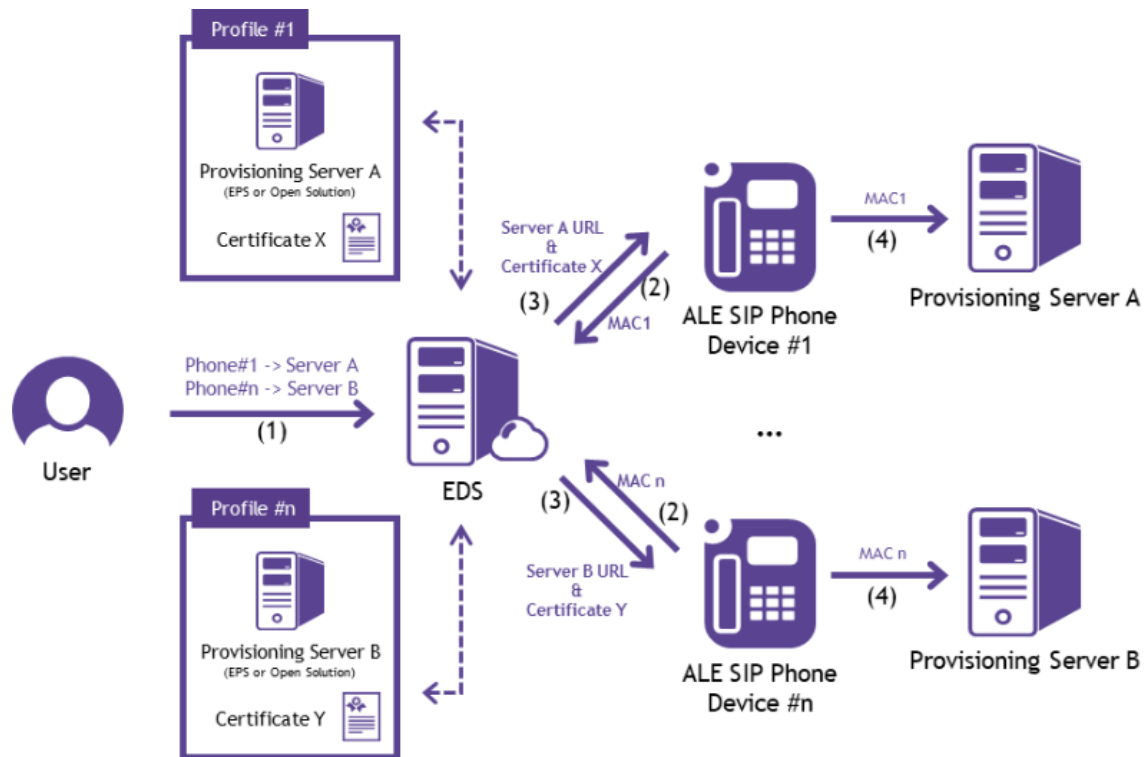 Profile #1
Provisioning Server A
(EPS or Open Solution)
Certificate X
Server A URL
&
Certificate X
(3)
(2)
MAC1
ALE SIP Phone
Device #1
MAC1
(4)
Provisioning Server A
User
Phone#1 -> Server A
Phone#n -> Server B
(1)
EDS
...
Profile #n
Provisioning Server B
(EPS or Open Solution)
Certificate Y
(3)
MAC n
(2)
Server B URL
&
Certificate Y
ALE SIP Phone
Device #n
MAC n
(4)
Provisioning Server B